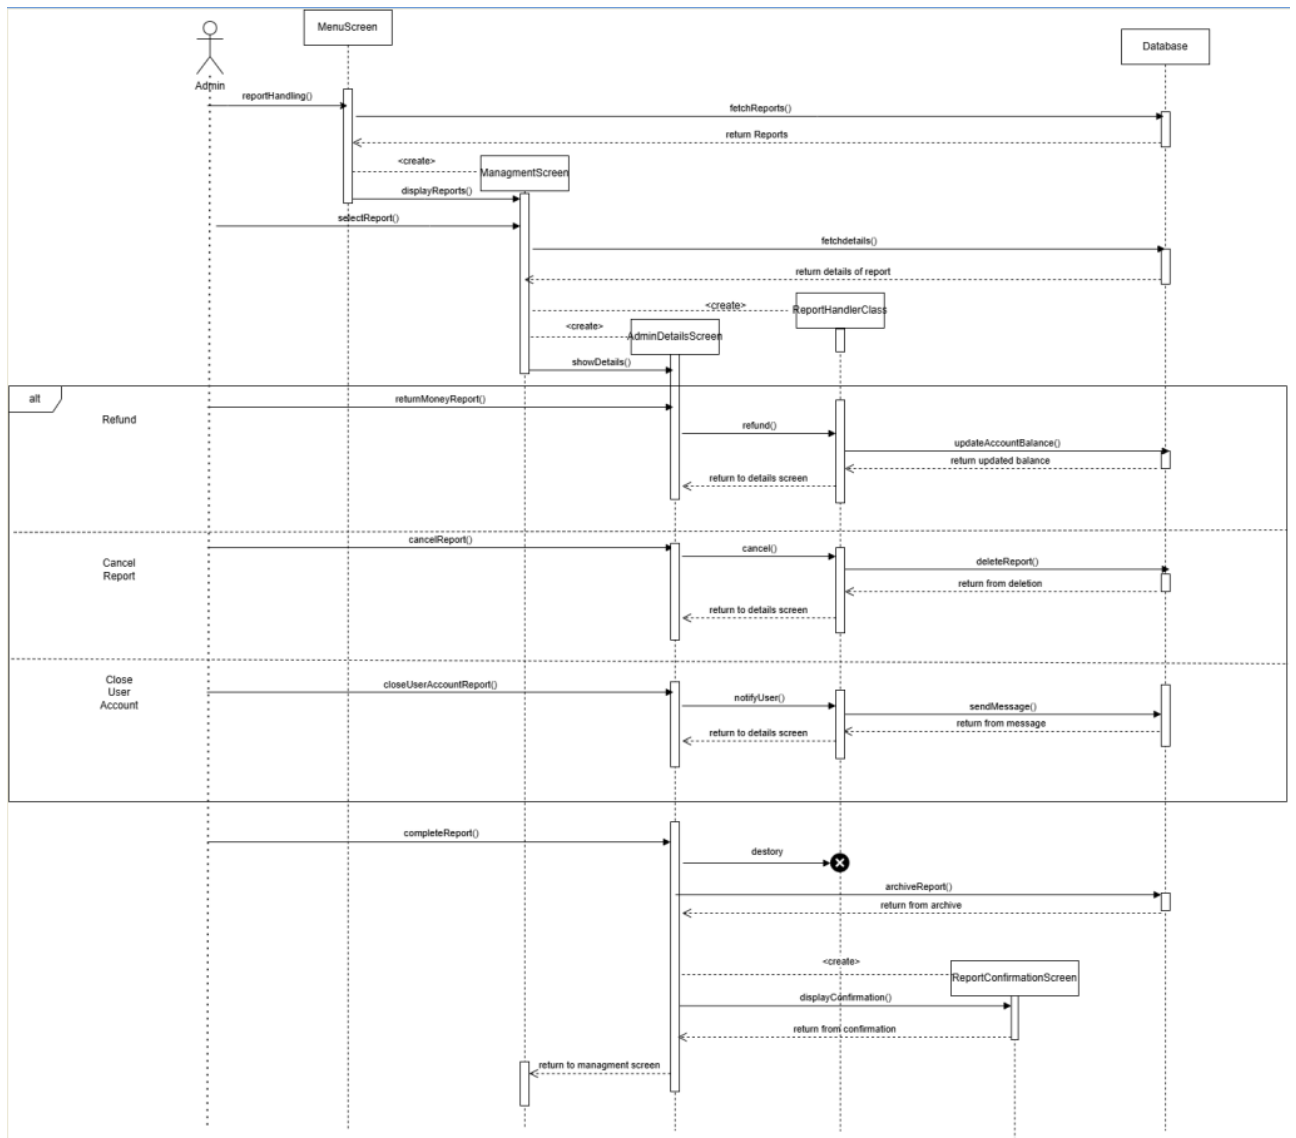 MenuScreen
Database
Admin
reportHandling()
fetchReports()
return Reports
<create>
ManagmentScreen
displayReports()
selectReport()
fetchdetails()
return details of report
<create>
ReportHandlerClass
<create>
AdminDetailsScreen
showDetails()
alt
returnMoneyReport()
Refund
refund()
updateAccountBalance()
return updated balance
return to details screen
cancelReport()
cancel()
Cancel
Report
deleteReport()
return from deletion
return to details screen
Close
User
Account
closeUserAccountReport()
notifyUser()
sendMessage()
return from message
return to details screen
completeReport()
destory
archiveReport()
return from archive
<create>
ReportConfirmationScreen
displayConfirmation()
return from confirmation
return to managment screen